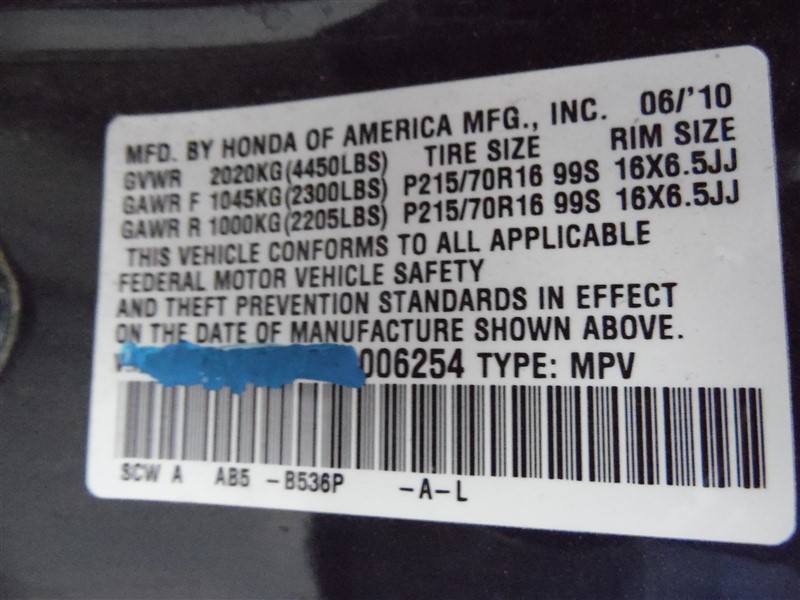 MFD. BY HONDA OF AMERICA MFG., INC. 06/'10
GVWR 2020KG(4450LBS) TIRE SIZE RIM SIZE
GAWR F 1045KG(2300LBS) P215/70R16 99S 16X6.5JJ
GAWR R 1000KG(2205LBS) P215/70R16 99S 16X6.5JJ
THIS VEHICLE CONFORMS TO ALL APPLICABLE
FEDERAL MOTOR VEHICLE SAFETY
AND THEFT PREVENTION STANDARDS IN EFFECT
ON THE DATE OF MANUFACTURE SHOWN ABOVE.
006254 TYPE: MPV
SCW A AB5 -B536P -A-L